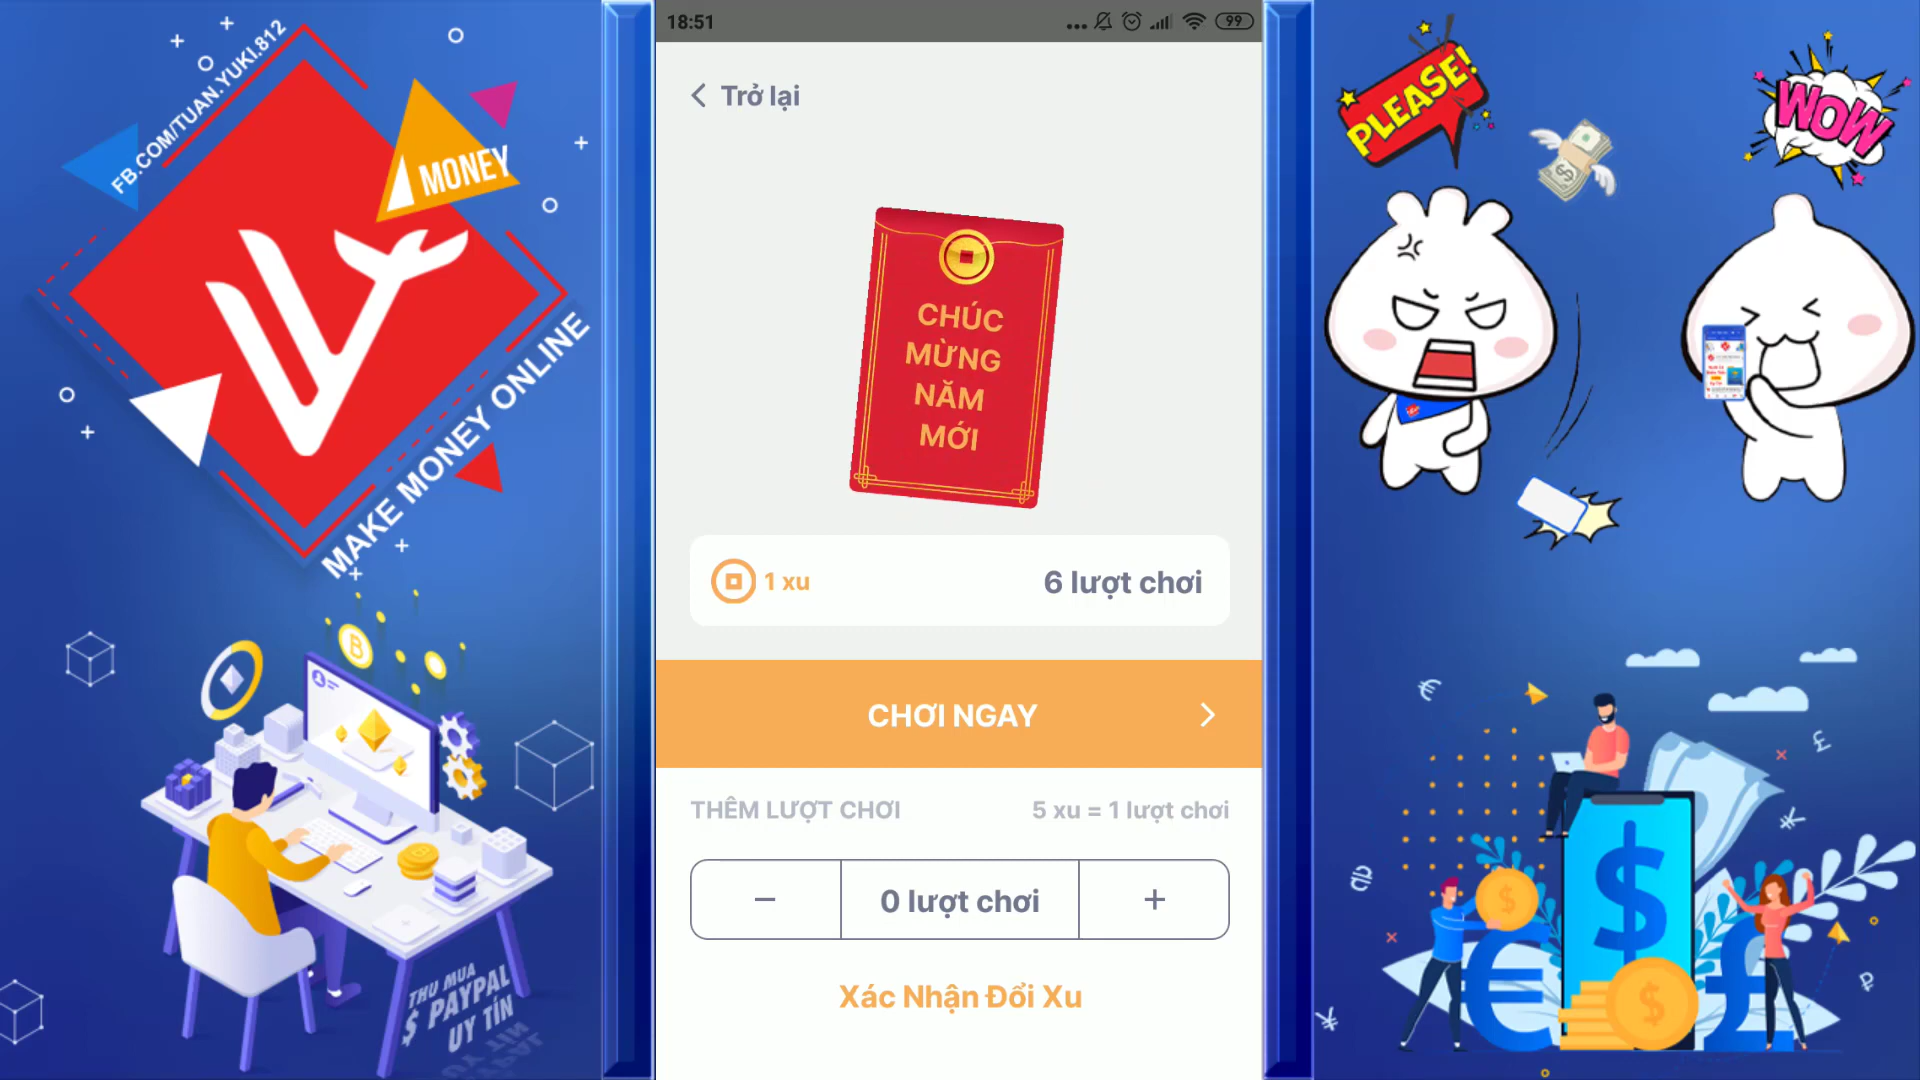 FB.COM/TUAN.YUKI.812
MONEY
MAKE MONEY ONLINE
THU MUA
$ PAYPAL
UY TÍN
18:51
99
Trở lại
CHÚC
MỪNG
NĂM
MỚI
1 xu
6 lượt chơi
CHƠI NGAY
THÊM LƯỢT CHƠI
5 xu = 1 lượt chơi
0 lượt chơi
Xác Nhận Đổi Xu
PLEASE!
WOW